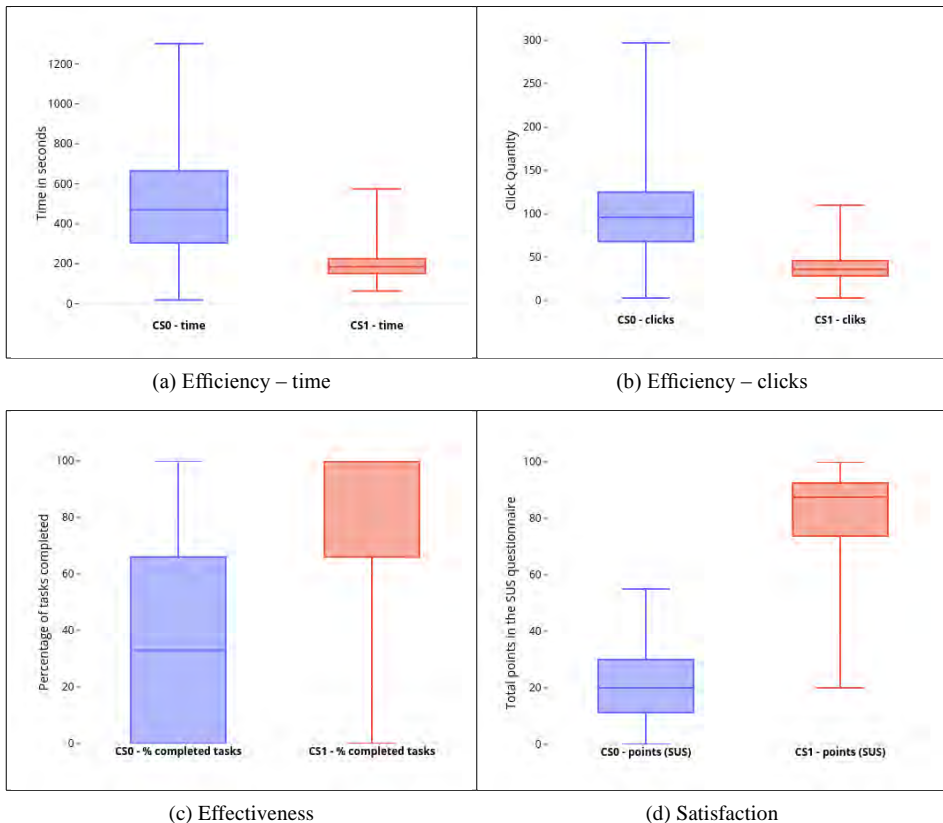 Time in seconds
1200
1000
800
600
400
200
0
CS0 - time
CS1 - time
(a) Efficiency – time
Click Quantity
300
250
200
150
100
50
0
CS0 - clicks
CS1 - cliks
(b) Efficiency – clicks
Percentage of tasks completed
100
80
60
40
20
0
CS0 - % completed tasks
CS1 - % completed tasks
(c) Effectiveness
Total points in the SUS questionnaire
100
80
60
40
20
0
CS0 - points (SUS)
CS1 - points (SUS)
(d) Satisfaction